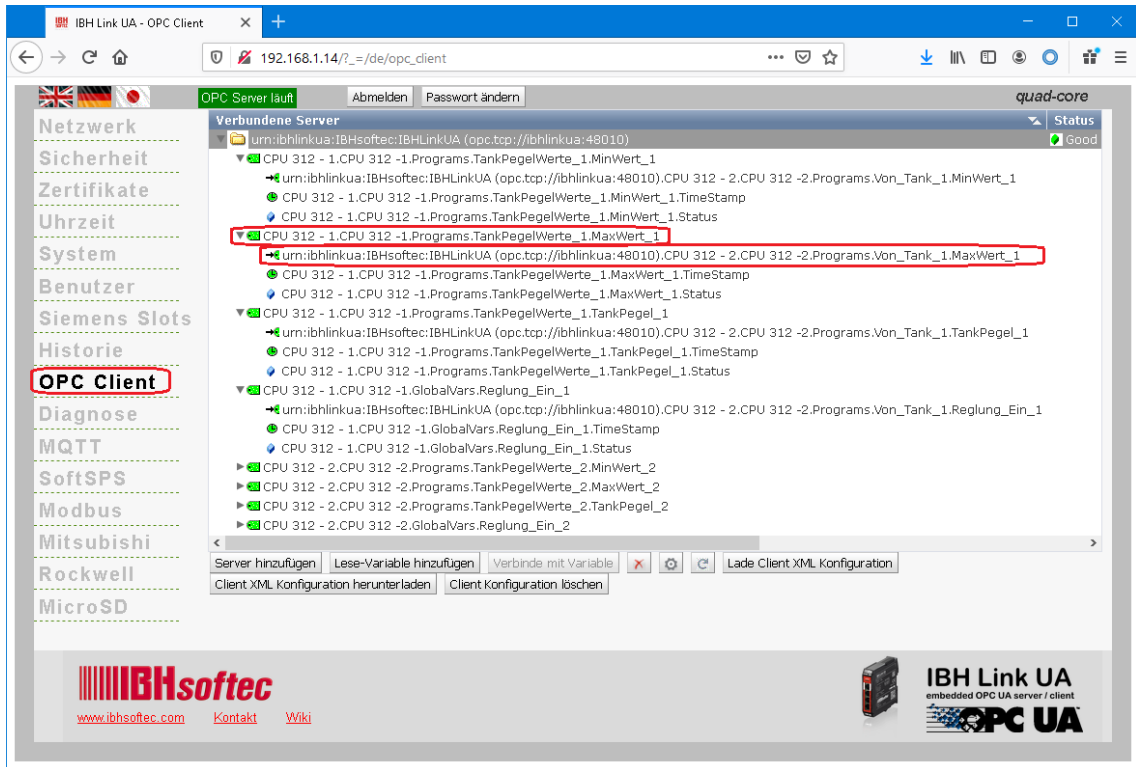 IBH Link UA - OPC Client
192.168.1.14/?_=/de/opc_client
OPC Server läuft Abmelden Passwort ändern quad-core
Netzwerk
Sicherheit
Zertifikate
Uhrzeit
System
Benutzer
Siemens Slots
Historie
OPC Client
Diagnose
MQTT
SoftSPS
Modbus
Mitsubishi
Rockwell
MicroSD
Verbundene Server Status
urn:ibhlinkua:IBHsoftec:IBHLinkUA (opc.tcp://ibhlinkua:48010) Good
CPU 312 - 1.CPU 312 -1.Programs.TankPegelWerte_1.MinWert_1
urn:ibhlinkua:IBHsoftec:IBHLinkUA (opc.tcp://ibhlinkua:48010).CPU 312 - 2.CPU 312 -2.Programs.Von_Tank_1.MinWert_1
CPU 312 - 1.CPU 312 -1.Programs.TankPegelWerte_1.MinWert_1.TimeStamp
CPU 312 - 1.CPU 312 -1.Programs.TankPegelWerte_1.MinWert_1.Status
CPU 312 - 1.CPU 312 -1.Programs.TankPegelWerte_1.MaxWert_1
urn:ibhlinkua:IBHsoftec:IBHLinkUA (opc.tcp://ibhlinkua:48010).CPU 312 - 2.CPU 312 -2.Programs.Von_Tank_1.MaxWert_1
CPU 312 - 1.CPU 312 -1.Programs.TankPegelWerte_1.MaxWert_1.TimeStamp
CPU 312 - 1.CPU 312 -1.Programs.TankPegelWerte_1.MaxWert_1.Status
CPU 312 - 1.CPU 312 -1.Programs.TankPegelWerte_1.TankPegel_1
urn:ibhlinkua:IBHsoftec:IBHLinkUA (opc.tcp://ibhlinkua:48010).CPU 312 - 2.CPU 312 -2.Programs.Von_Tank_1.TankPegel_1
CPU 312 - 1.CPU 312 -1.Programs.TankPegelWerte_1.TankPegel_1.TimeStamp
CPU 312 - 1.CPU 312 -1.Programs.TankPegelWerte_1.TankPegel_1.Status
CPU 312 - 1.CPU 312 -1.GlobalVars.Reglung_Ein_1
urn:ibhlinkua:IBHsoftec:IBHLinkUA (opc.tcp://ibhlinkua:48010).CPU 312 - 2.CPU 312 -2.Programs.Von_Tank_1.Reglung_Ein_1
CPU 312 - 1.CPU 312 -1.GlobalVars.Reglung_Ein_1.TimeStamp
CPU 312 - 1.CPU 312 -1.GlobalVars.Reglung_Ein_1.Status
CPU 312 - 2.CPU 312 -2.Programs.TankPegelWerte_2.MinWert_2
CPU 312 - 2.CPU 312 -2.Programs.TankPegelWerte_2.MaxWert_2
CPU 312 - 2.CPU 312 -2.Programs.TankPegelWerte_2.TankPegel_2
CPU 312 - 2.CPU 312 -2.GlobalVars.Reglung_Ein_2
Server hinzufügen Lese-Variable hinzufügen Verbinde mit Variable Lade Client XML Konfiguration
Client XML Konfiguration herunterladen Client Konfiguration löschen
IBHsoftec
www.ibhsoftec.com Kontakt Wiki
IBH Link UA
embedded OPC UA server / client
OPC UA